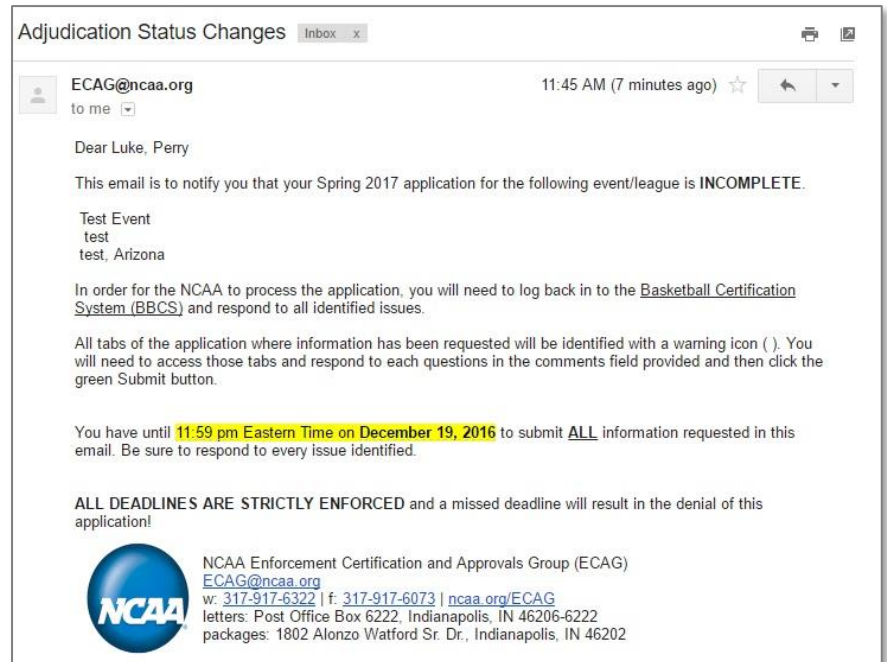 Adjudication Status Changes Inbox x
ECAG@ncaa.org 11:45 AM (7 minutes ago)
to me
Dear Luke, Perry
This email is to notify you that your Spring 2017 application for the following event/league is INCOMPLETE.
Test Event
test
test, Arizona
In order for the NCAA to process the application, you will need to log back in to the Basketball Certification
System (BBCS) and respond to all identified issues.
All tabs of the application where information has been requested will be identified with a warning icon ( ). You
will need to access those tabs and respond to each questions in the comments field provided and then click the
green Submit button.
You have until 11:59 pm Eastern Time on December 19, 2016 to submit ALL information requested in this
email. Be sure to respond to every issue identified.
ALL DEADLINES ARE STRICTLY ENFORCED and a missed deadline will result in the denial of this
application!
NCAA
NCAA Enforcement Certification and Approvals Group (ECAG)
ECAG@ncaa.org
w: 317-917-6322 | f: 317-917-6073 | ncaa.org/ECAG
letters: Post Office Box 6222, Indianapolis, IN 46206-6222
packages: 1802 Alonzo Watford Sr. Dr., Indianapolis, IN 46202